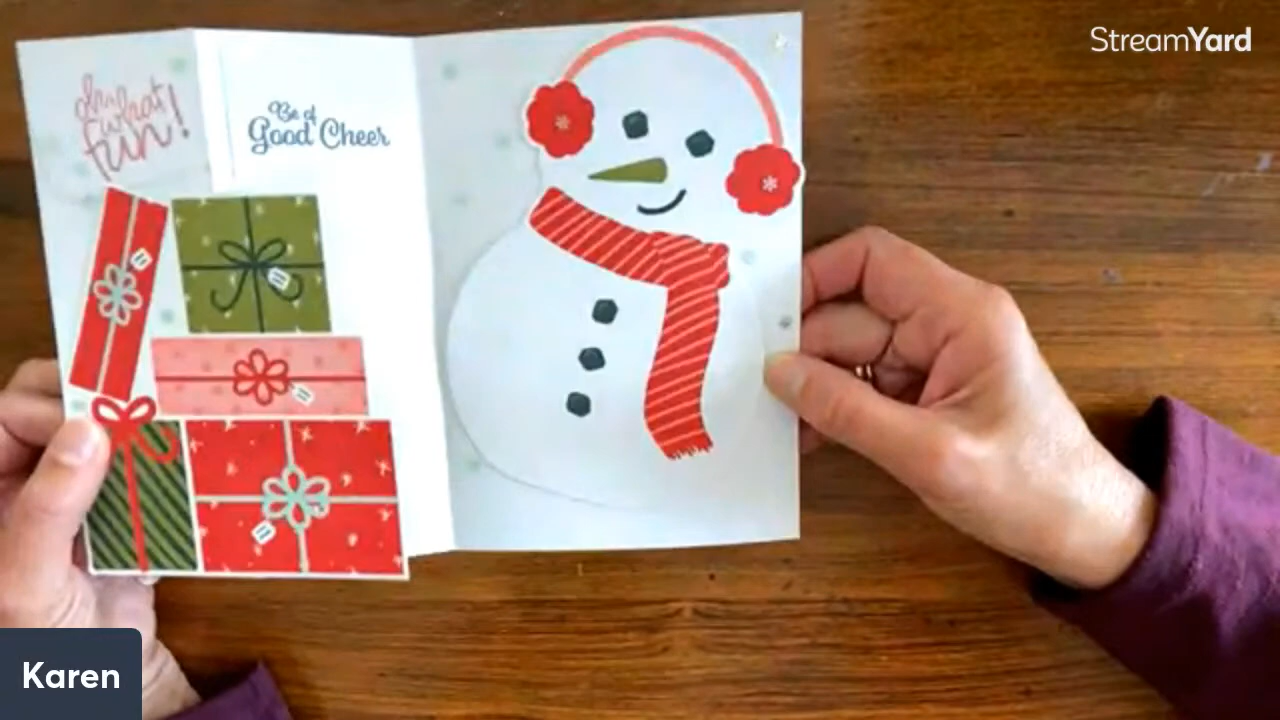 StreamYard
oh what
fun!
Be of
Good Cheer
Karen